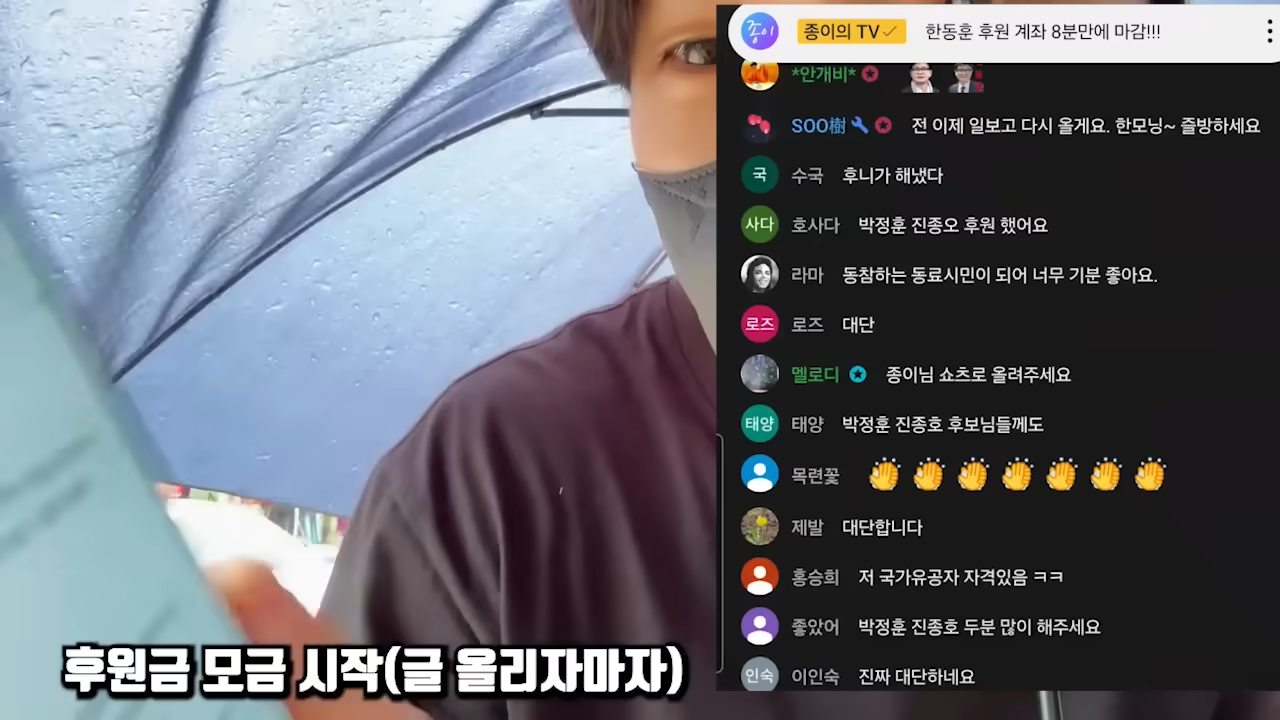 종이
종이의 TV
한동훈 후원 계좌 8분만에 마감!!!
*안개비*
SOO樹 전 이제 일보고 다시 올게요. 한모닝~ 즐방하세요
국 수국 후니가 해냈다
사다 호사다 박정훈 진종오 후원 했어요
라마 동참하는 동료시민이 되어 너무 기분 좋아요.
로즈 로즈 대단
멜로디 종이님 쇼츠로 올려주세요
태양 태양 박정훈 진종호 후보님들께도
목련꽃 👏👏👏👏👏👏👏
제발 대단합니다
홍승희 저 국가유공자 자격있음 ㅋㅋ
좋았어 박정훈 진종호 두분 많이 해주세요
인숙 이인숙 진짜 대단하네요
후원금 모금 시작(글 올리자마자)